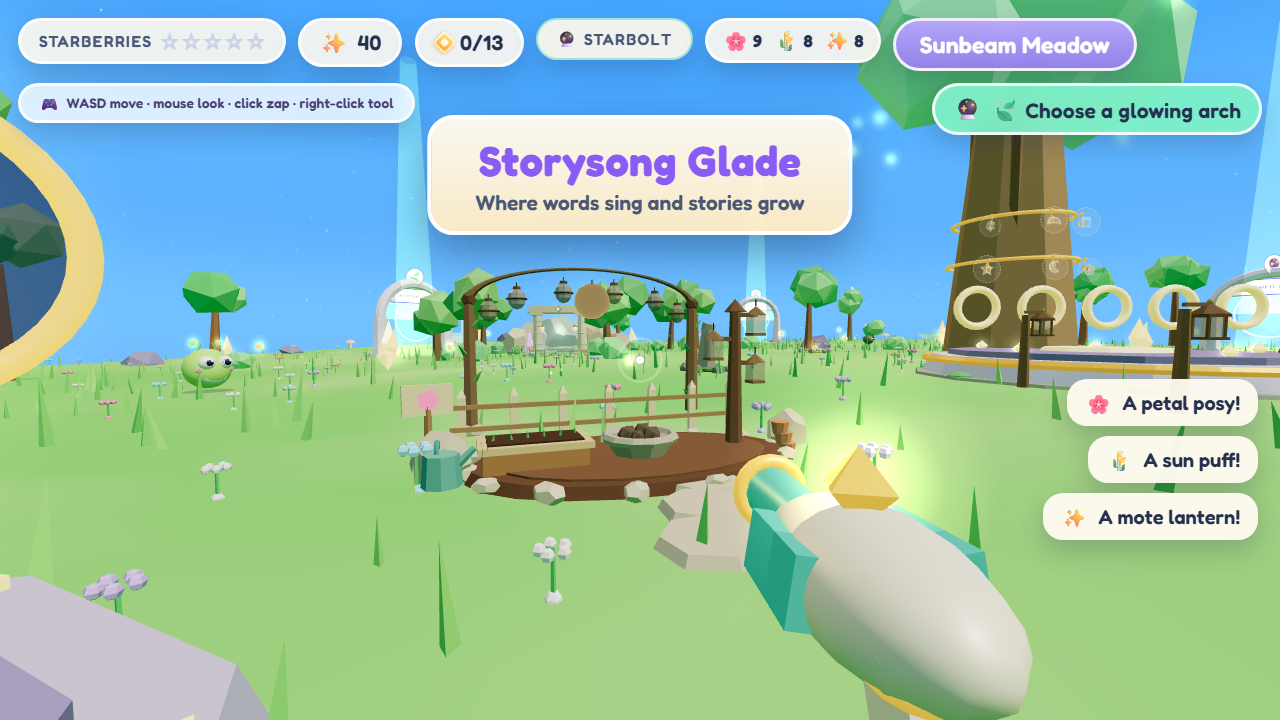 STARBERRIES
40
0/13
STARBOLT
9 8 8
Sunbeam Meadow
WASD move · mouse look · click zap · right-click tool
Choose a glowing arch
Storysong Glade
Where words sing and stories grow
A petal posy!
A sun puff!
A mote lantern!